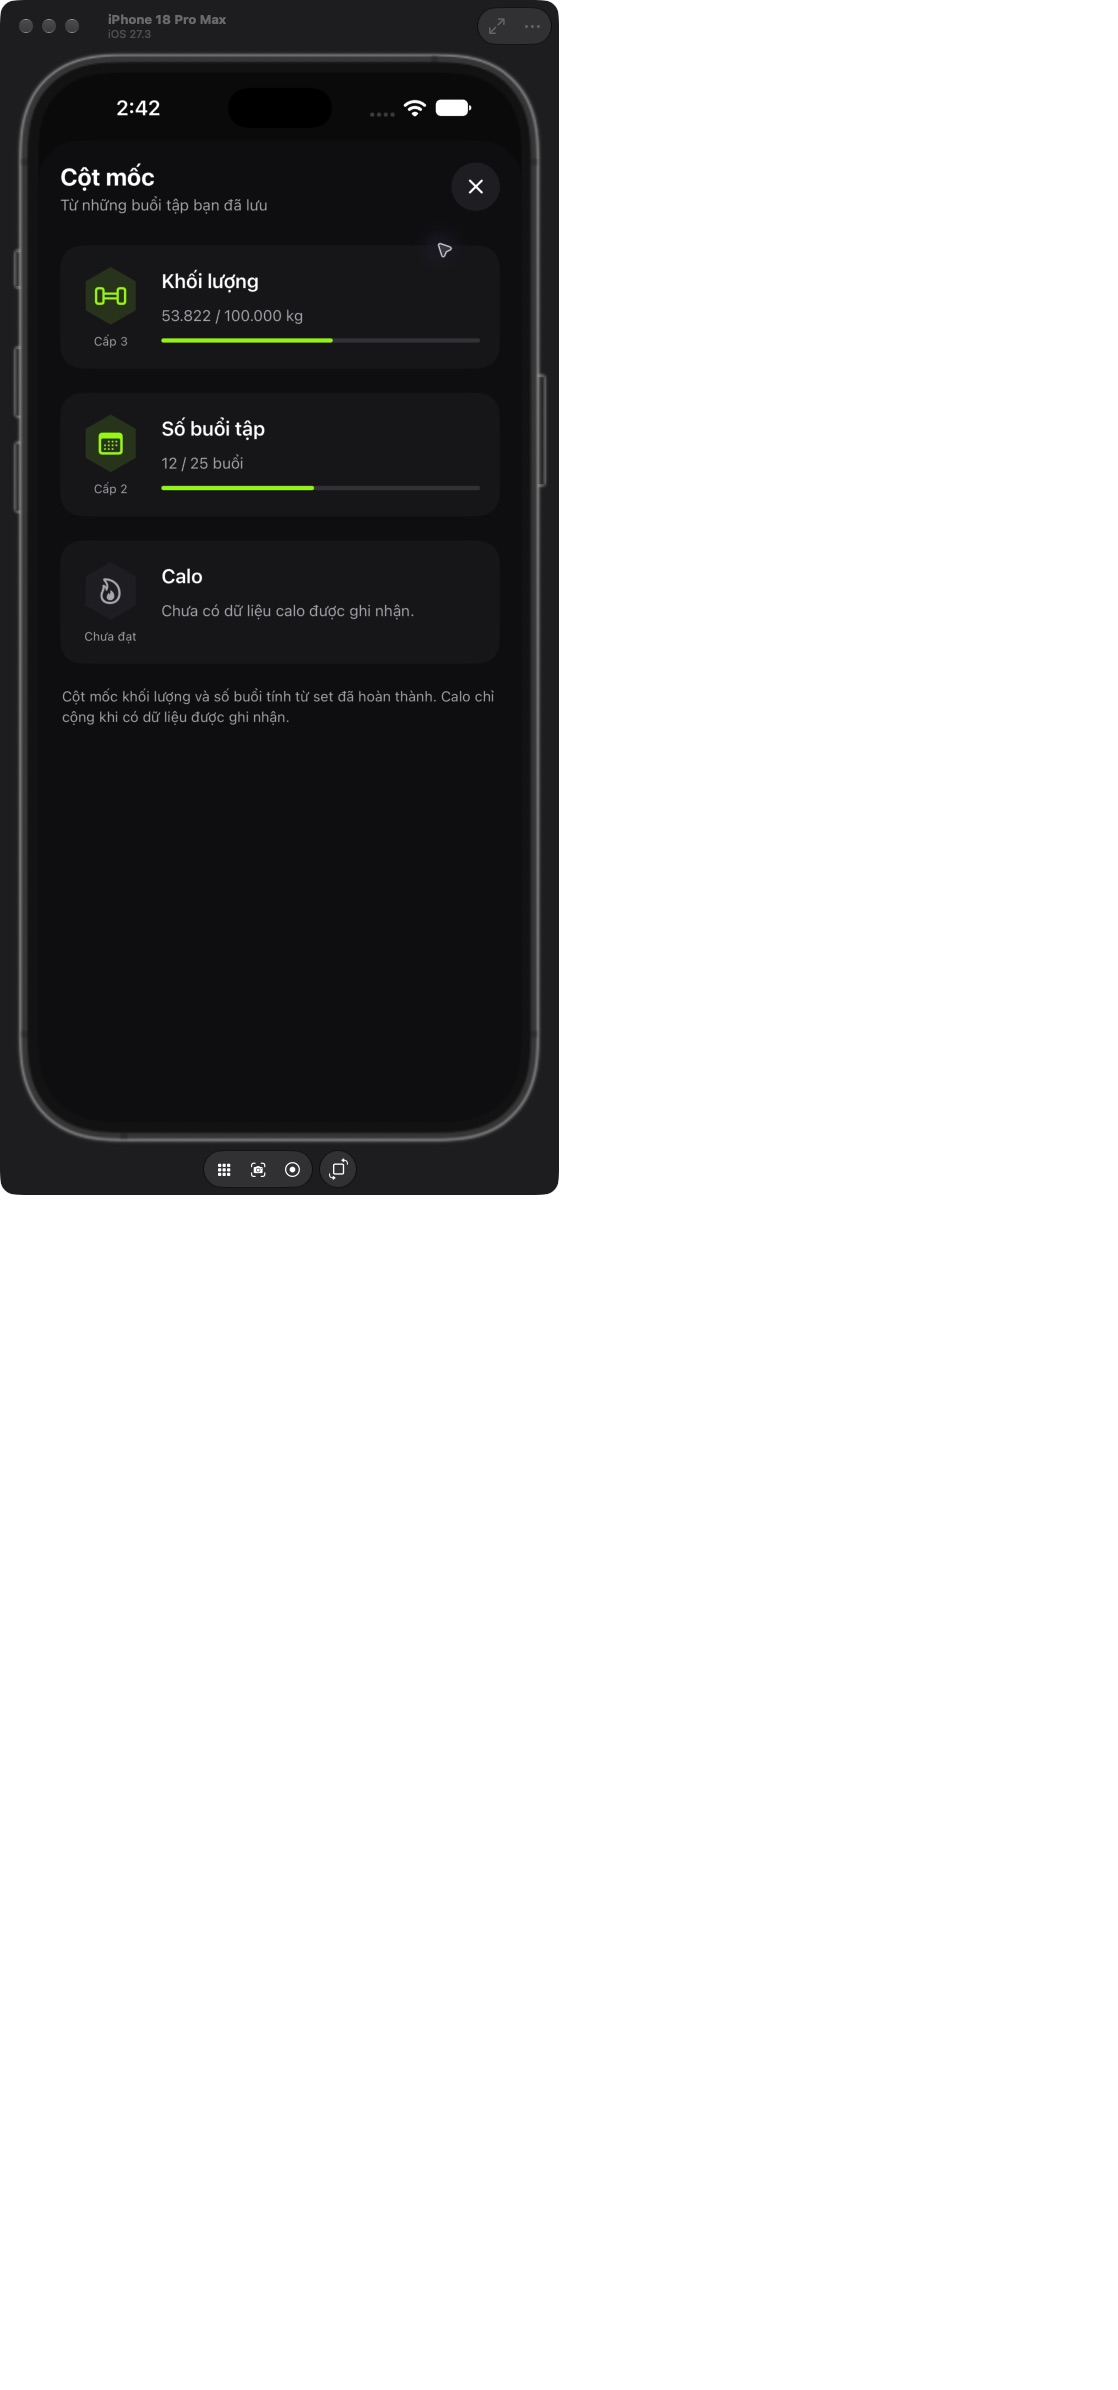 iPhone 18 Pro Max
iOS 27.3
2:42
Cột mốc
Từ những buổi tập bạn đã lưu
Khối lượng
53.822 / 100.000 kg
Cấp 3
Số buổi tập
12 / 25 buổi
Cấp 2
Calo
Chưa có dữ liệu calo được ghi nhận.
Chưa đạt
Cột mốc khối lượng và số buổi tính từ set đã hoàn thành. Calo chỉ
cộng khi có dữ liệu được ghi nhận.